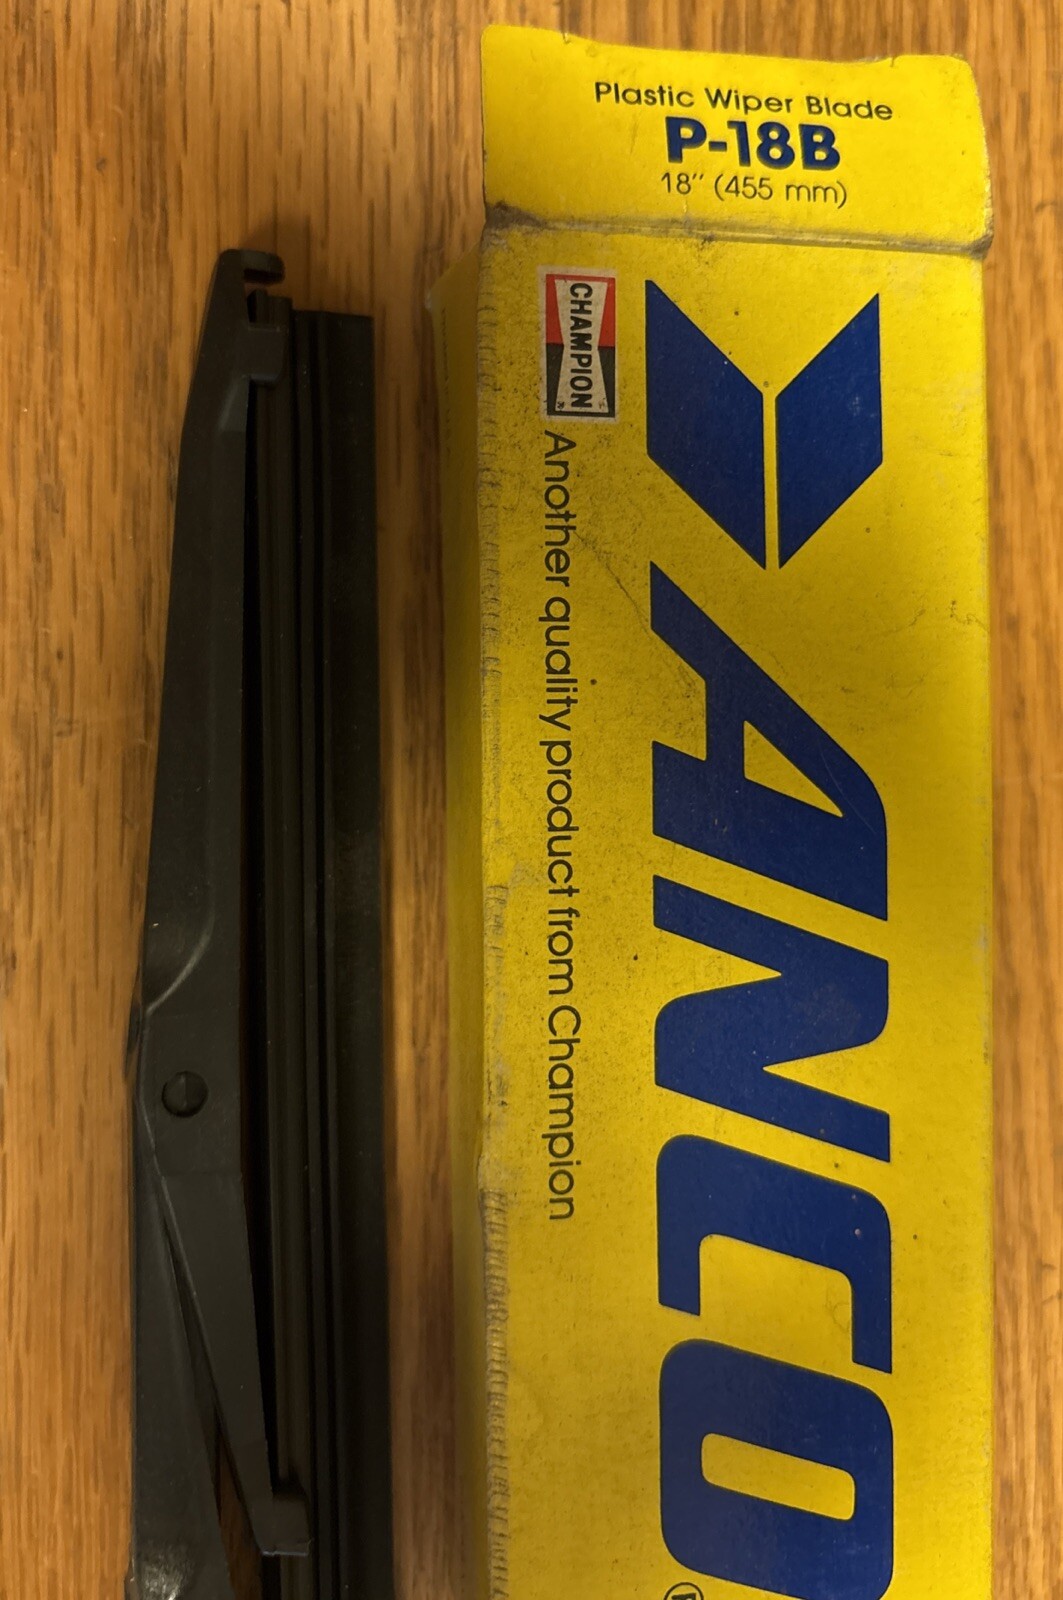 Plastic Wiper Blade
P-18B
18" (455 mm)
CHAMPION
®
Another quality product from Champion
ANCO
®